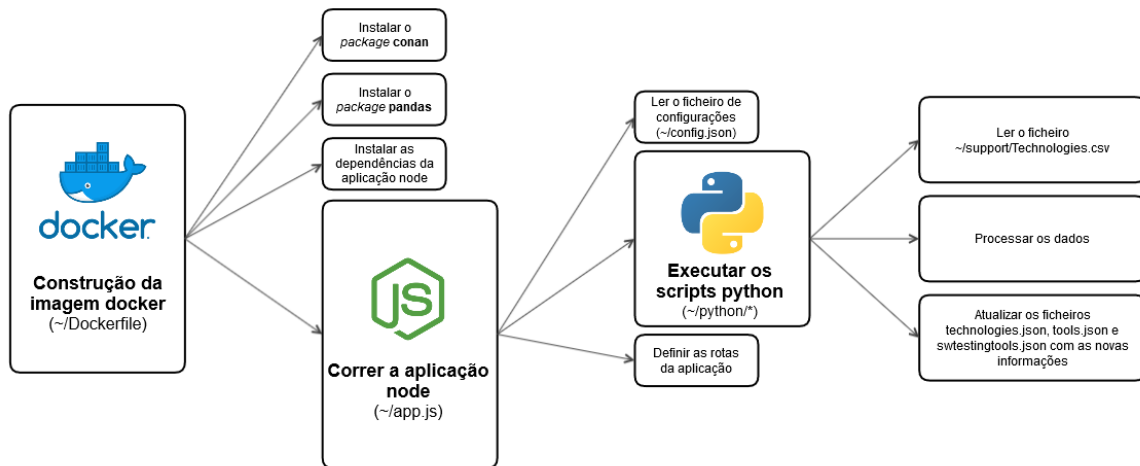 docker
Construção da
imagem docker
(~/Dockerfile)
Instalar o
package conan
Instalar o
package pandas
Instalar as
dependências da
aplicação node
JS
Correr a aplicação
node
(~/app.js)
Ler o ficheiro de
configurações
(~/config.json)
Executar os
scripts python
(~/python/*)
Definir as rotas
da aplicação
Ler o ficheiro
~/support/Technologies.csv
Processar os dados
Atualizar os ficheiros
technologies.json, tools.json e
swtestingtools.json com as novas
informações